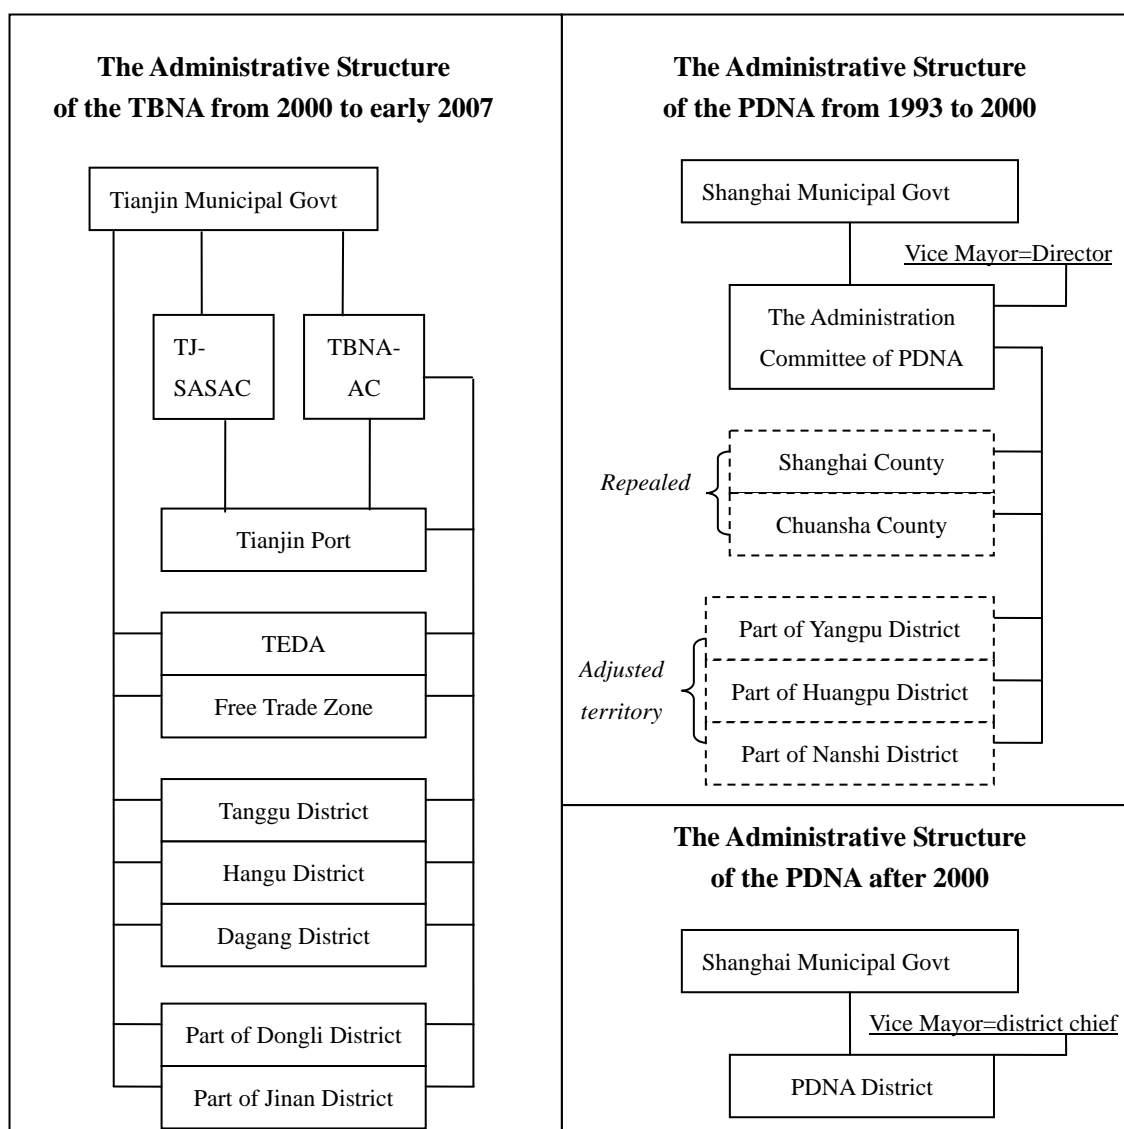 The Administrative Structure
of the TBNA from 2000 to early 2007
Tianjin Municipal Govt
TJ-
SASAC
TBNA-
AC
Tianjin Port
TEDA
Free Trade Zone
Tanggu District
Hangu District
Dagang District
Part of Dongli District
Part of Jinan District
The Administrative Structure
of the PDNA from 1993 to 2000
Shanghai Municipal Govt
Vice Mayor=Director
The Administration
Committee of PDNA
Repealed
Shanghai County
Chuansha County
Adjusted
territory
Part of Yangpu District
Part of Huangpu District
Part of Nanshi District
The Administrative Structure
of the PDNA after 2000
Shanghai Municipal Govt
Vice Mayor=district chief
PDNA District